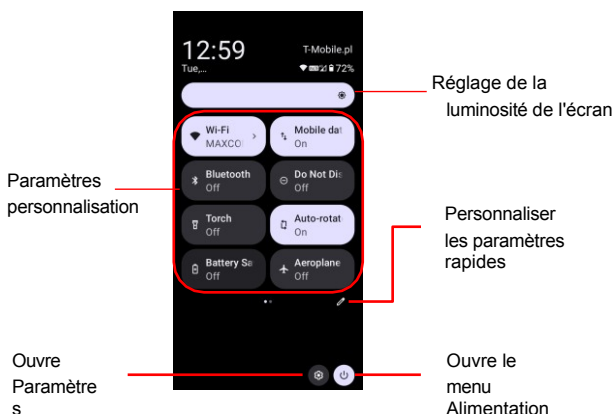 12:59
Tue,...
T-Mobile.pl
72%
Réglage de la
luminosité de l'écran
Wi-Fi
MAXCO
Mobile dat
On
Bluetooth
Off
Do Not Dis
Off
Paramètres
personnalisation
Torch
Off
Auto-rotat
On
Personnaliser
les paramètres
rapides
Battery Sa
Off
Aeroplane
Off
Ouvre
Paramètre
s
Ouvre le
menu
Alimentation